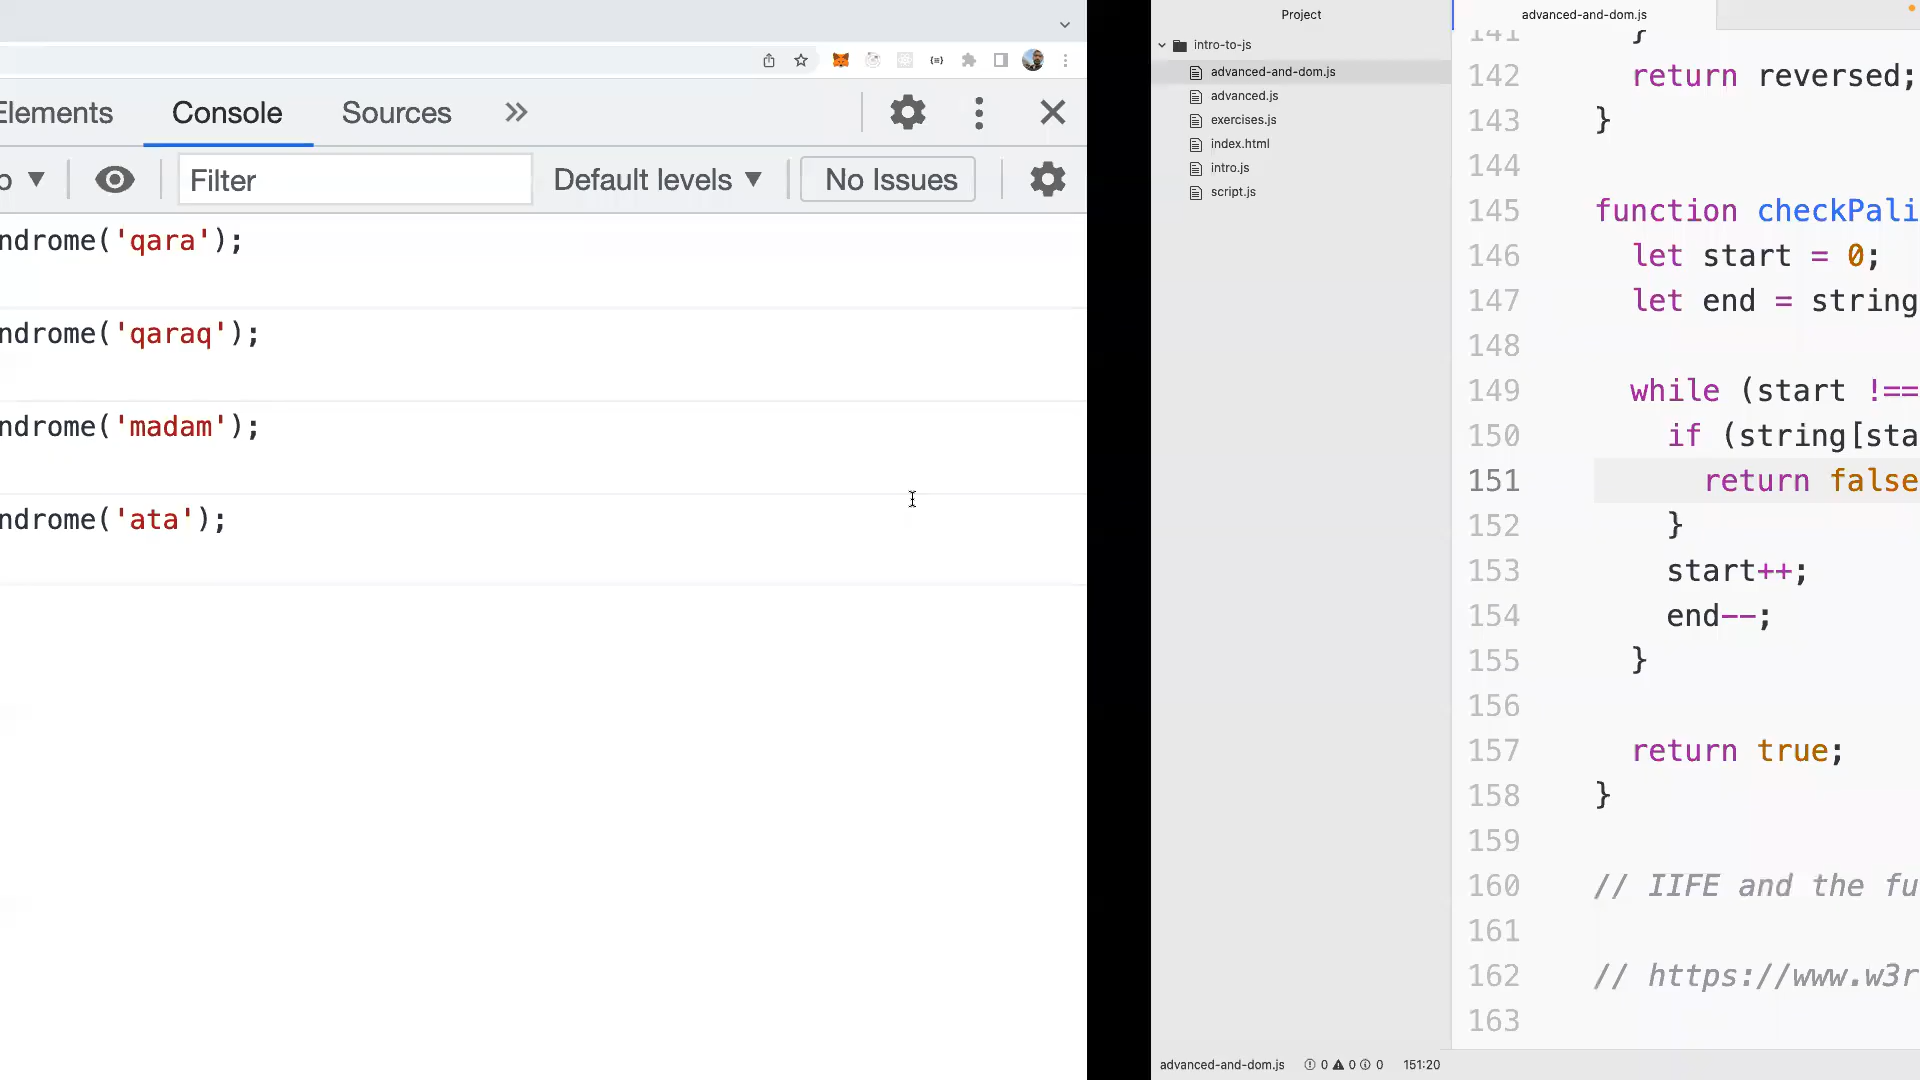 Elements
Console
Sources
Filter
Default levels ▼
No Issues
ndrome('qara');
ndrome('qaraq');
ndrome('madam');
ndrome('ata');
Project
intro-to-js
advanced-and-dom.js
advanced.js
exercises.js
index.html
intro.js
script.js
advanced-and-dom.js
141 }
142 return reversed;
143 }
144
145 function checkPali
146 let start = 0;
147 let end = string
148
149 while (start !==
150 if (string[sta
151 return false
152 }
153 start++;
154 end--;
155 }
156
157 return true;
158 }
159
160 // IIFE and the fu
161
162 // https://www.w3r
163
advanced-and-dom.js 0 0 0 151:20